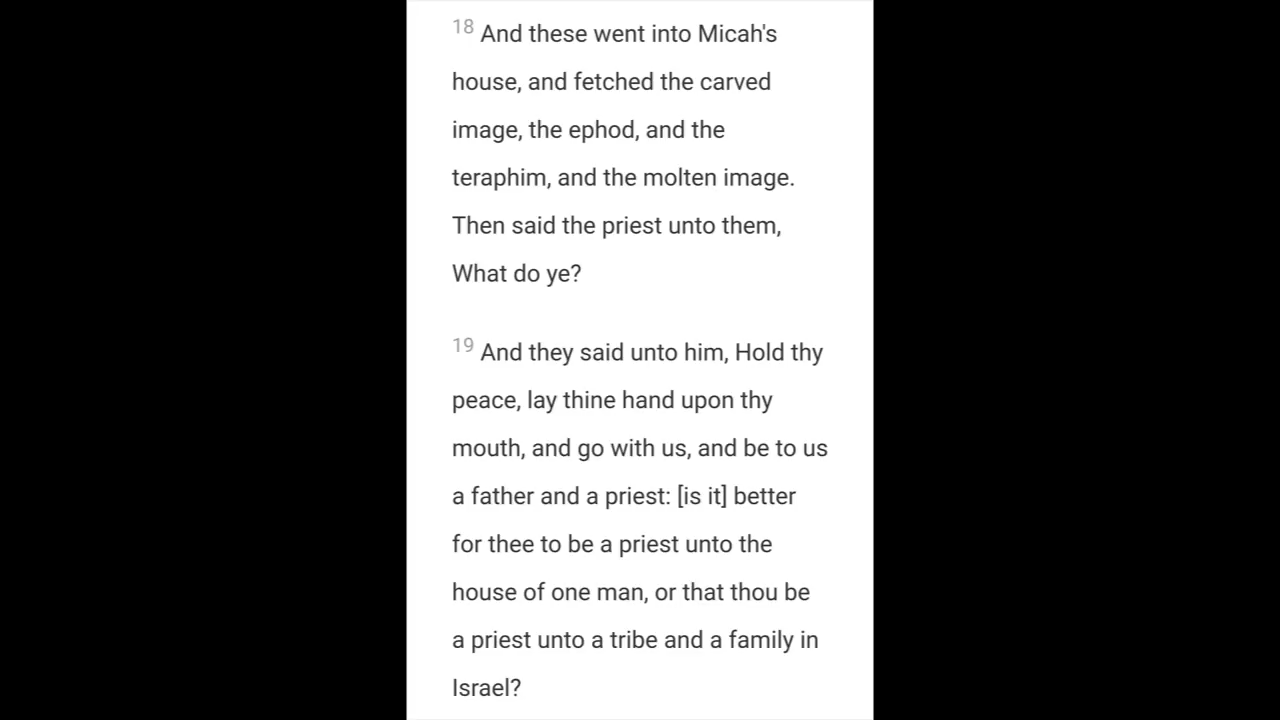 18 And these went into Micah's
house, and fetched the carved
image, the ephod, and the
teraphim, and the molten image.
Then said the priest unto them,
What do ye?
19 And they said unto him, Hold thy
peace, lay thine hand upon thy
mouth, and go with us, and be to us
a father and a priest: [is it] better
for thee to be a priest unto the
house of one man, or that thou be
a priest unto a tribe and a family in
Israel?